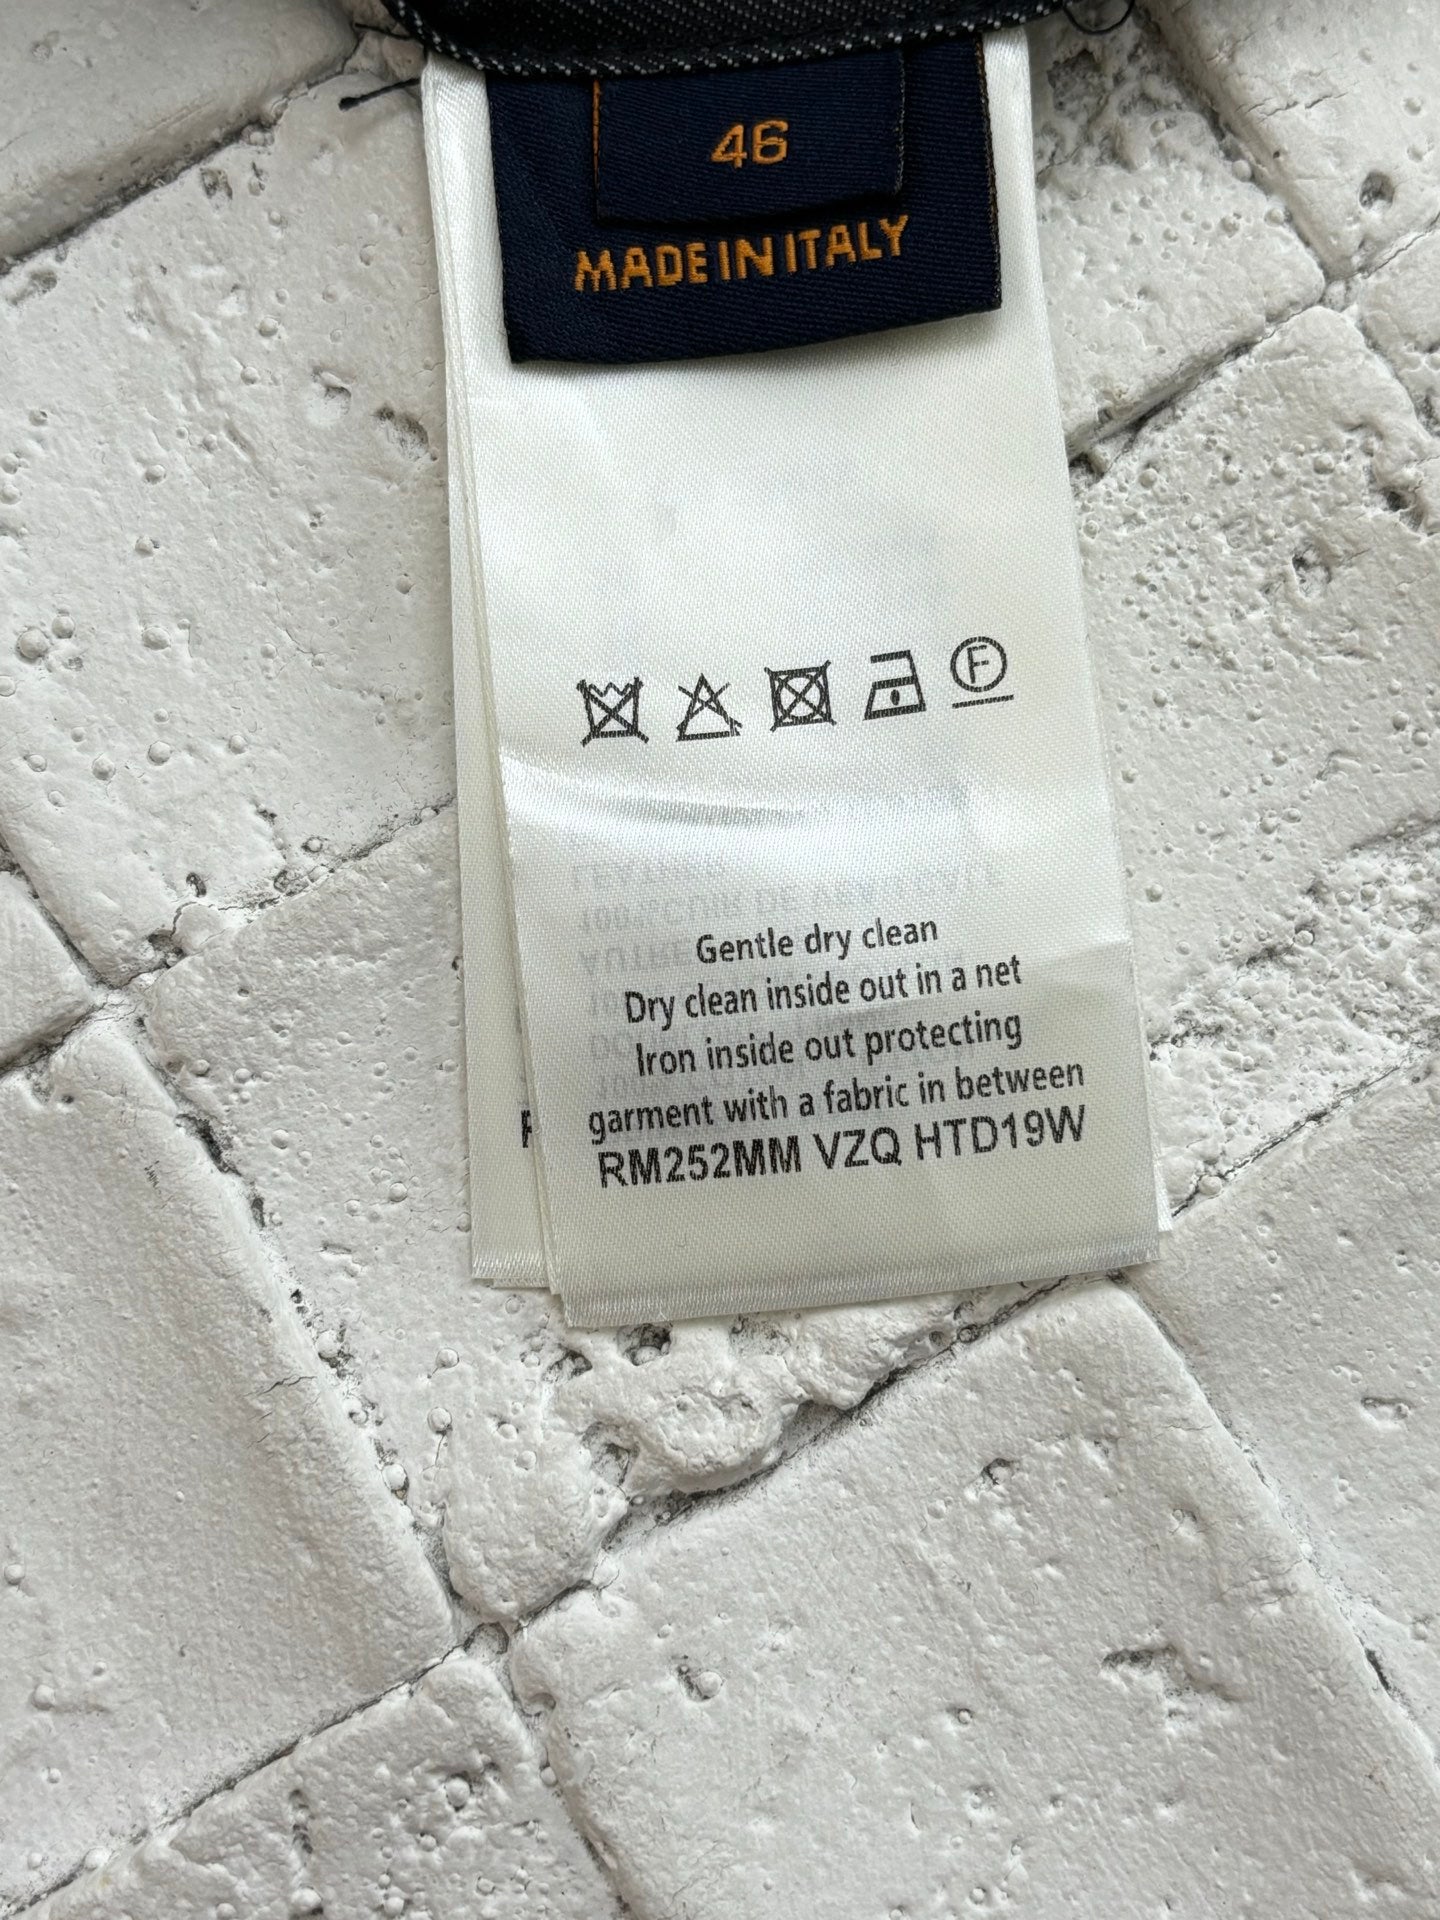 46
MADE IN ITALY
F
Gentle dry clean
Dry clean inside out in a net
Iron inside out protecting
garment with a fabric in between
RM252MM VZQ HTD19W